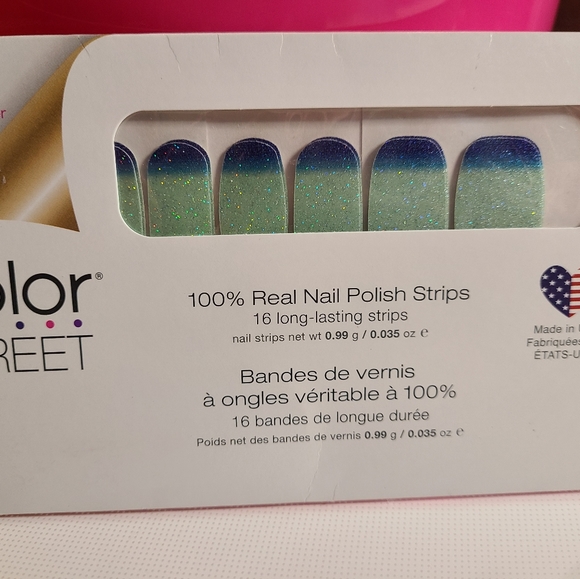 olor®
REET
100% Real Nail Polish Strips
16 long-lasting strips
nail strips net wt 0.99 g / 0.035 oz ℮
Bandes de vernis
à ongles véritable à 100%
16 bandes de longue durée
Poids net des bandes de vernis 0.99 g / 0.035 oz ℮
Made in
Fabriquées
ÉTATS-U